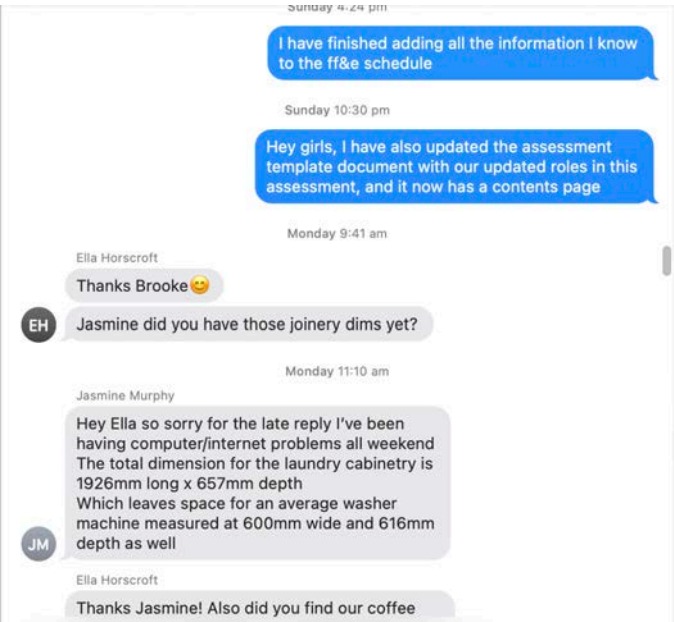 Sunday 4:24 pm
I have finished adding all the information I know
to the ff&e schedule
Sunday 10:30 pm
Hey girls, I have also updated the assessment
template document with our updated roles in this
assessment, and it now has a contents page
Monday 9:41 am
Ella Horscroft
Thanks Brooke😊
EH
Jasmine did you have those joinery dims yet?
Monday 11:10 am
Jasmine Murphy
Hey Ella so sorry for the late reply I've been
having computer/internet problems all weekend
The total dimension for the laundry cabinetry is
1926mm long x 657mm depth
Which leaves space for an average washer
machine measured at 600mm wide and 616mm
depth as well
JM
Ella Horscroft
Thanks Jasmine! Also did you find our coffee